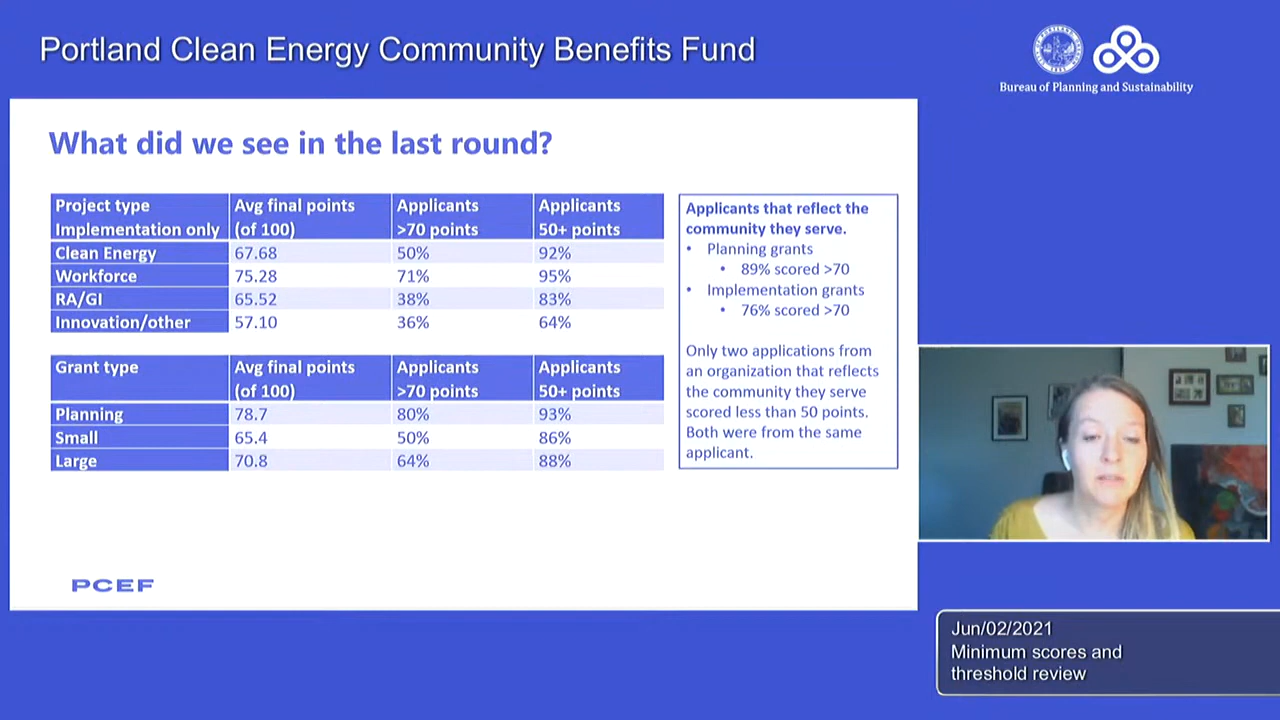 Portland Clean Energy Community Benefits Fund
Bureau of Planning and Sustainability
What did we see in the last round?
Project type Avg final points Applicants Applicants
Implementation only (of 100) >70 points 50+ points
Clean Energy 67.68 50% 92%
Workforce 75.28 71% 95%
RA/GI 65.52 38% 83%
Innovation/other 57.10 36% 64%
Grant type Avg final points Applicants Applicants
(of 100) >70 points 50+ points
Planning 78.7 80% 93%
Small 65.4 50% 86%
Large 70.8 64% 88%
Applicants that reflect the
community they serve.
• Planning grants
• 89% scored >70
• Implementation grants
• 76% scored >70
Only two applications from
an organization that reflects
the community they serve
scored less than 50 points.
Both were from the same
applicant.
PCEF
Jun/02/2021
Minimum scores and
threshold review